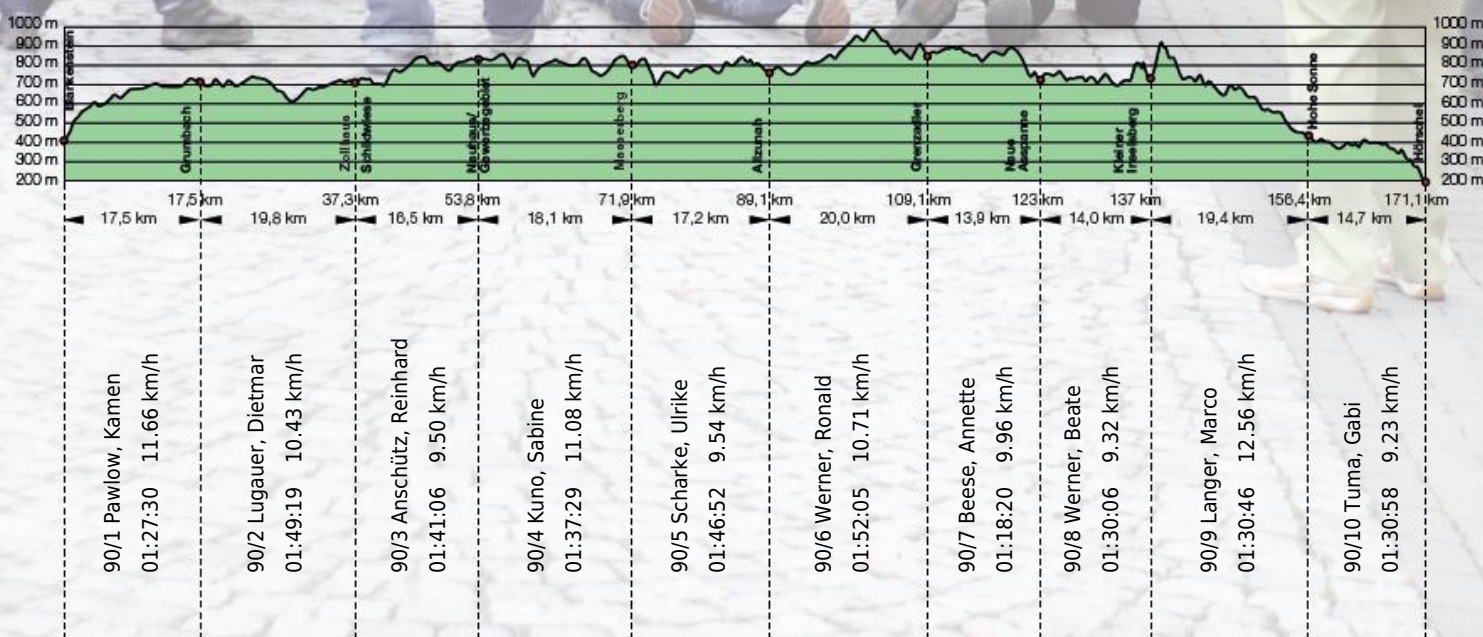 1000 m
900 m
800 m
700 m
600 m
500 m
400 m
300 m
200 m
1000 m
900 m
800 m
700 m
600 m
500 m
400 m
300 m
200 m
Blankenstein
Grumbach
Zollhaus
Schildwiese
Neuhaus/
Masserberg
Allzunah
Grenzadler
Neue
Ausspanne
Kleiner
Inselsberg
Hohe Sonne
Hörschel
17,5 km
37,3 km
53,8 km
71,9 km
89,1 km
109,1 km
123 km
137 km
156,4 km
171,1 km
17,5 km
19,8 km
16,5 km
18,1 km
17,2 km
20,0 km
13,9 km
14,0 km
19,4 km
14,7 km
90/1 Pawlow, Kamen
01:27:30 11.66 km/h
90/2 Lugauer, Dietmar
01:49:19 10.43 km/h
90/3 Anschütz, Reinhard
01:41:06 9.50 km/h
90/4 Kuno, Sabine
01:37:29 11.08 km/h
90/5 Scharke, Ulrike
01:46:52 9.54 km/h
90/6 Werner, Ronald
01:52:05 10.71 km/h
90/7 Beese, Annette
01:18:20 9.96 km/h
90/8 Werner, Beate
01:30:06 9.32 km/h
90/9 Langer, Marco
01:30:46 12.56 km/h
90/10 Tuma, Gabi
01:30:58 9.23 km/h